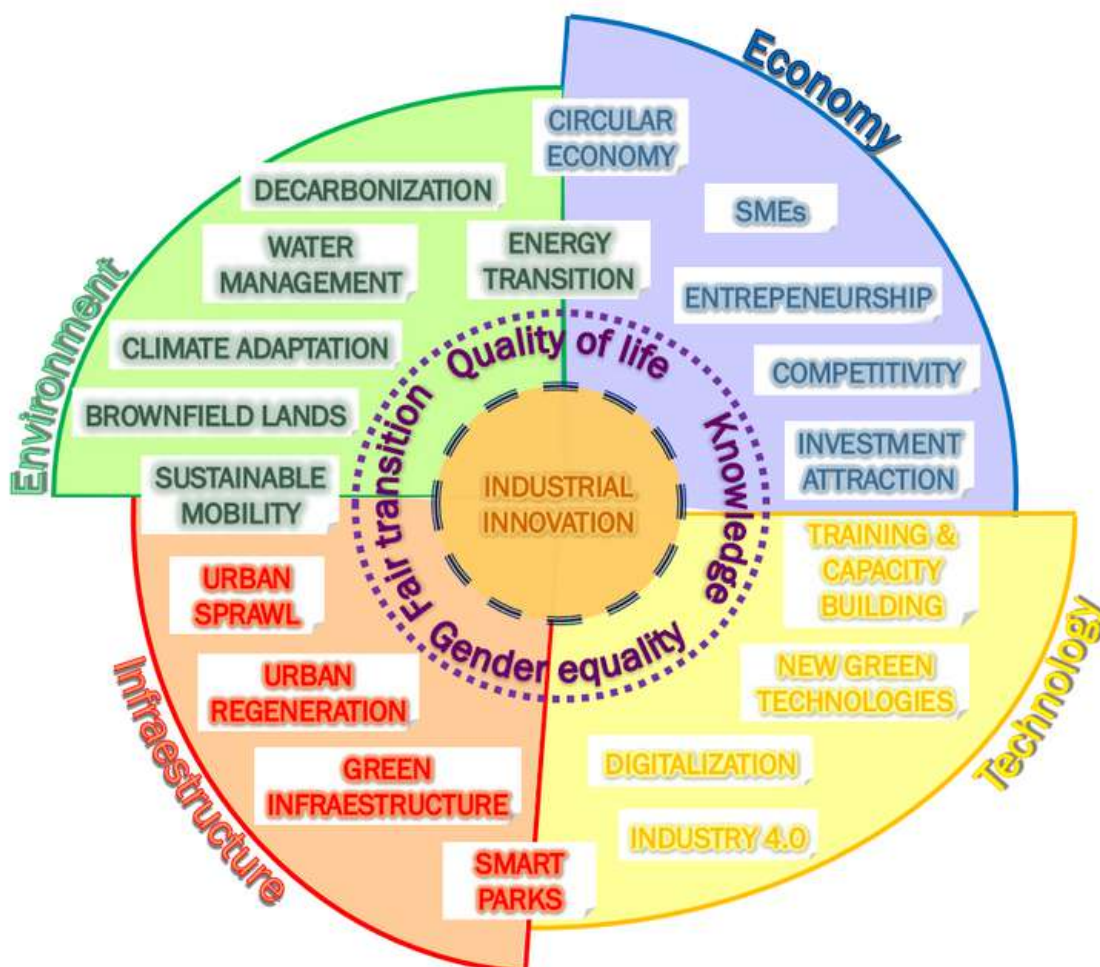 Economy
CIRCULAR
ECONOMY
SMEs
ENTREPENEURSHIP
COMPETITIVITY
INVESTMENT
ATTRACTION
Environment
DECARBONIZATION
WATER
MANAGEMENT
ENERGY
TRANSITION
CLIMATE ADAPTATION
BROWNFIELD LANDS
SUSTAINABLE
MOBILITY
Quality of life
Knowledge
Fair transition
Gender equality
INDUSTRIAL
INNOVATION
Infraestructure
URBAN
SPRAWL
URBAN
REGENERATION
GREEN
INFRAESTRUCTURE
SMART
PARKS
Technology
TRAINING &
CAPACITY
BUILDING
NEW GREEN
TECHNOLOGIES
DIGITALIZATION
INDUSTRY 4.0